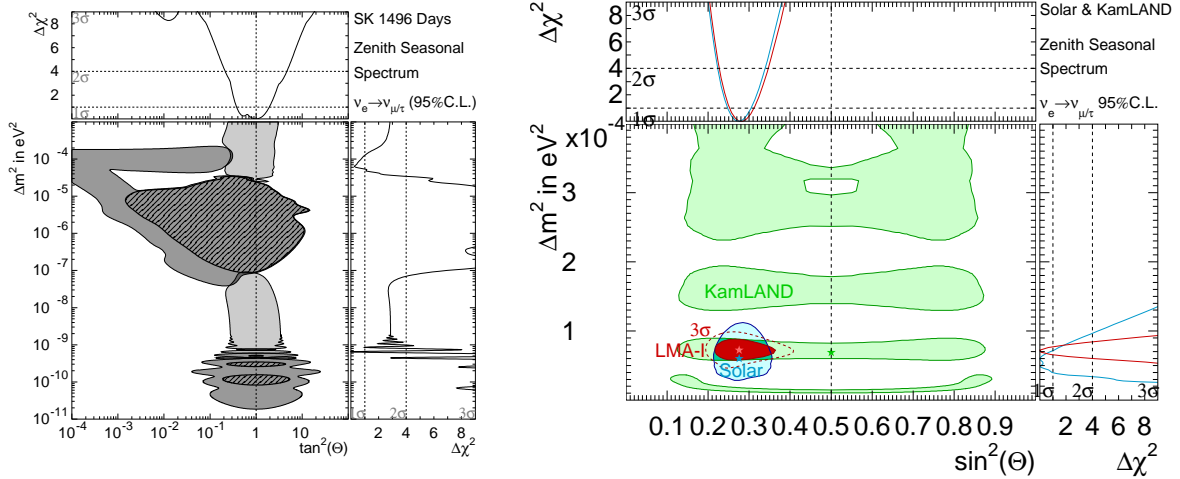 3σ
Δχ²
8
6
4
2
2σ
1σ
SK 1496 Days
Zenith Seasonal
Spectrum
νe→νμ/τ (95%C.L.)
Δm² in eV²
10⁻⁴
10⁻⁵
10⁻⁶
10⁻⁷
10⁻⁸
10⁻⁹
10⁻¹⁰
10⁻¹¹
10⁻⁴ 10⁻³ 10⁻² 10⁻¹ 1 10¹ 10²
tan²(Θ)
1σ 2σ 3σ
2 4 6 8
Δχ²
Δχ²
8
6
4
2
3σ
2σ
1σ
Solar & KamLAND
Zenith Seasonal
Spectrum
νe→νμ/τ 95%C.L.
-4
x10
Δm² in eV²
3
2
1
KamLAND
3σ
LMA-I
Solar
0.1 0.2 0.3 0.4 0.5 0.6 0.7 0.8 0.9
sin²(Θ)
1σ 2σ 3σ
2 4 6 8
Δχ²